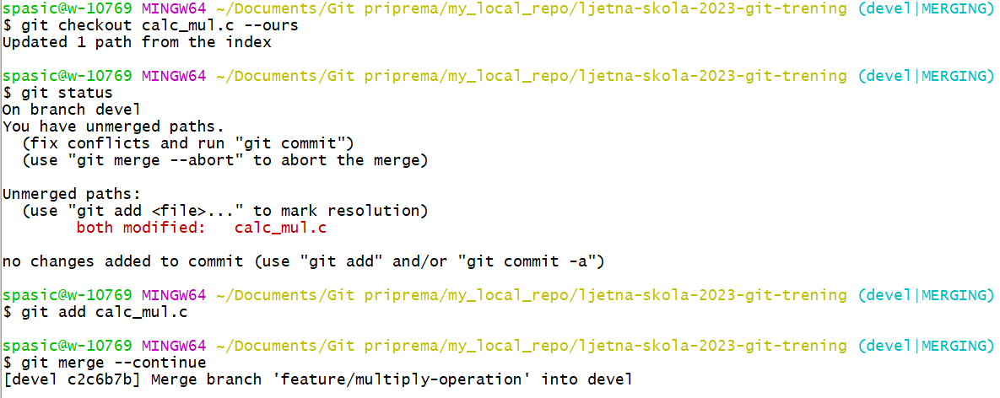 spasic@w-10769 MINGW64 ~/Documents/Git priprema/my_local_repo/ljetna-skola-2023-git-trening (devel|MERGING)
$ git checkout calc_mul.c --ours
Updated 1 path from the index

spasic@w-10769 MINGW64 ~/Documents/Git priprema/my_local_repo/ljetna-skola-2023-git-trening (devel|MERGING)
$ git status
On branch devel
You have unmerged paths.
  (fix conflicts and run "git commit")
  (use "git merge --abort" to abort the merge)

Unmerged paths:
  (use "git add <file>..." to mark resolution)
        both modified:   calc_mul.c

no changes added to commit (use "git add" and/or "git commit -a")

spasic@w-10769 MINGW64 ~/Documents/Git priprema/my_local_repo/ljetna-skola-2023-git-trening (devel|MERGING)
$ git add calc_mul.c

spasic@w-10769 MINGW64 ~/Documents/Git priprema/my_local_repo/ljetna-skola-2023-git-trening (devel|MERGING)
$ git merge --continue
[devel c2c6b7b] Merge branch 'feature/multiply-operation' into devel